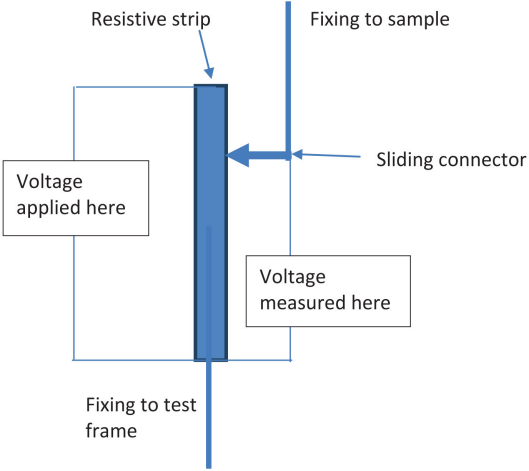 Resistive strip
Fixing to sample
Sliding connector
Voltage
applied here
Voltage
measured here
Fixing to test
frame